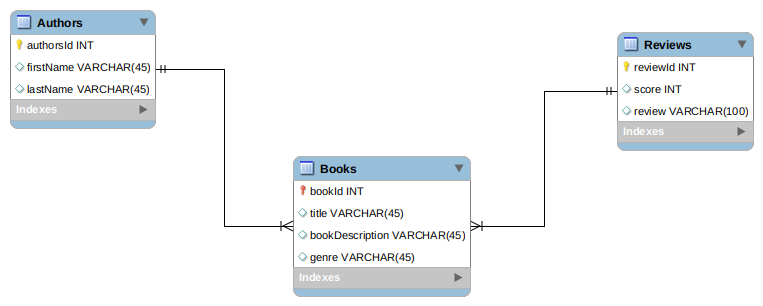 Authors
authorsId INT
firstName VARCHAR(45)
lastName VARCHAR(45)
Indexes
Reviews
reviewId INT
score INT
review VARCHAR(100)
Indexes
Books
bookId INT
title VARCHAR(45)
bookDescription VARCHAR(45)
genre VARCHAR(45)
Indexes